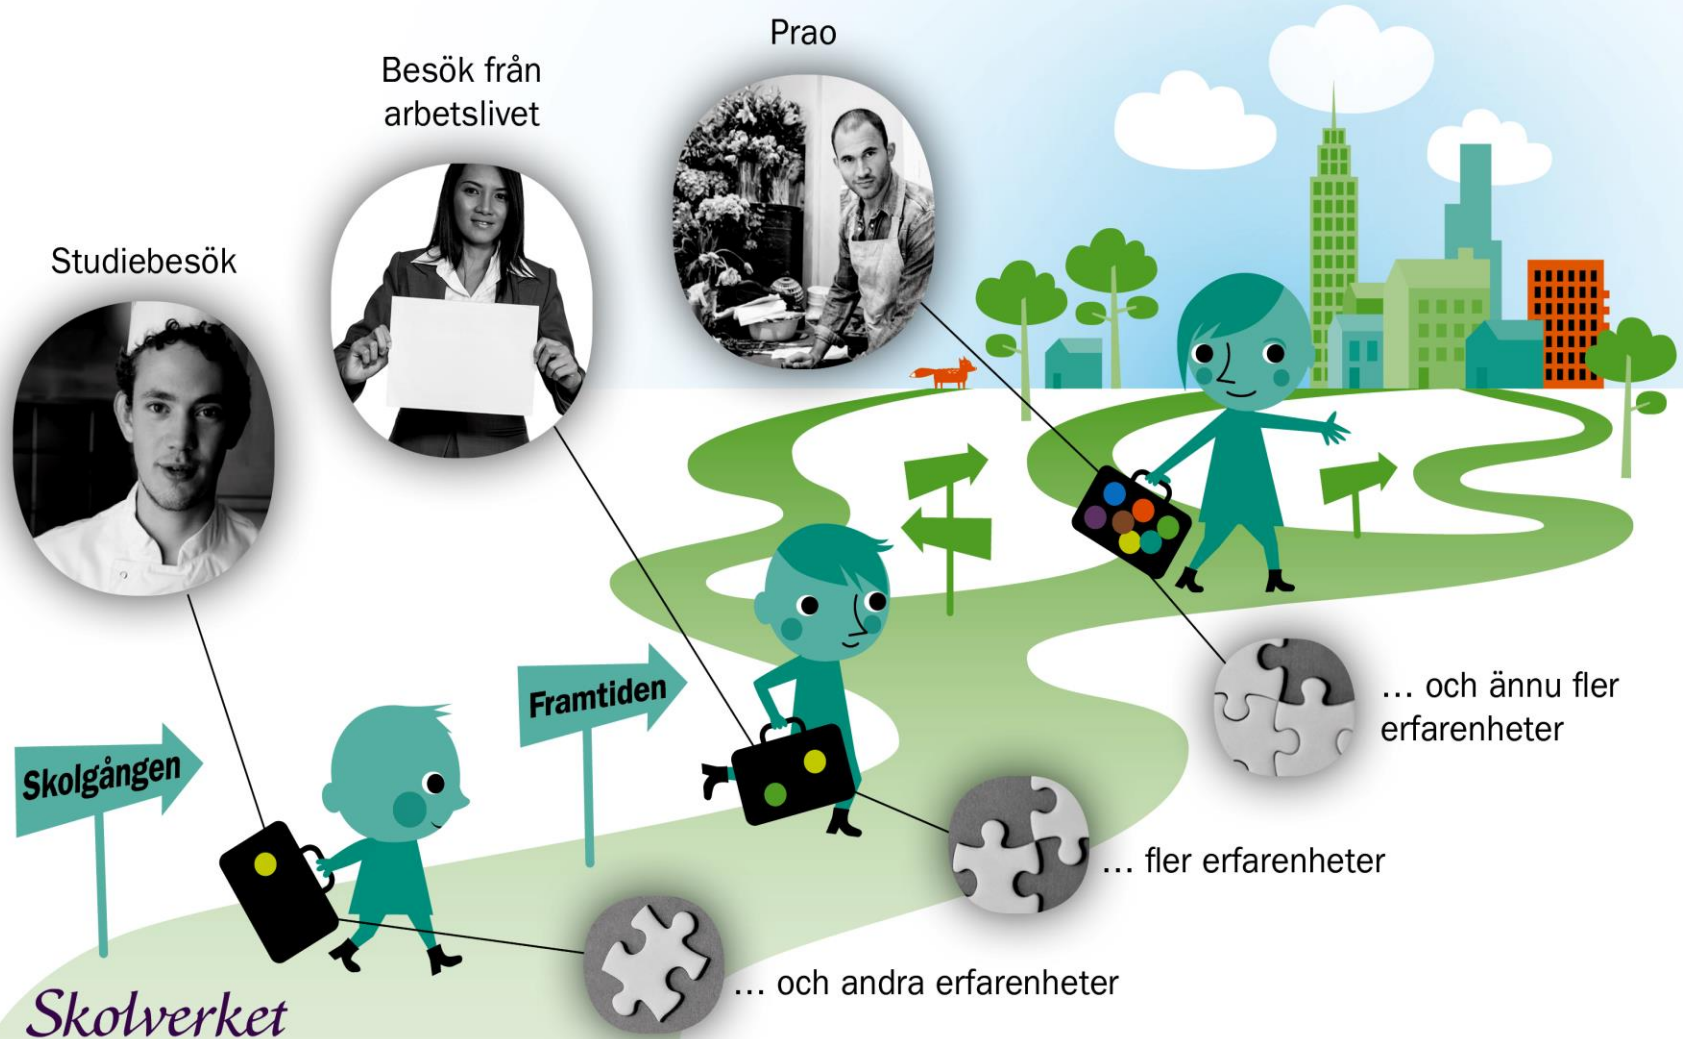 Prao
Besök från
arbetslivet
Studiebesök
Framtiden
Skolgången
... och ännu fler
erfarenheter
... fler erfarenheter
... och andra erfarenheter
Skolverket